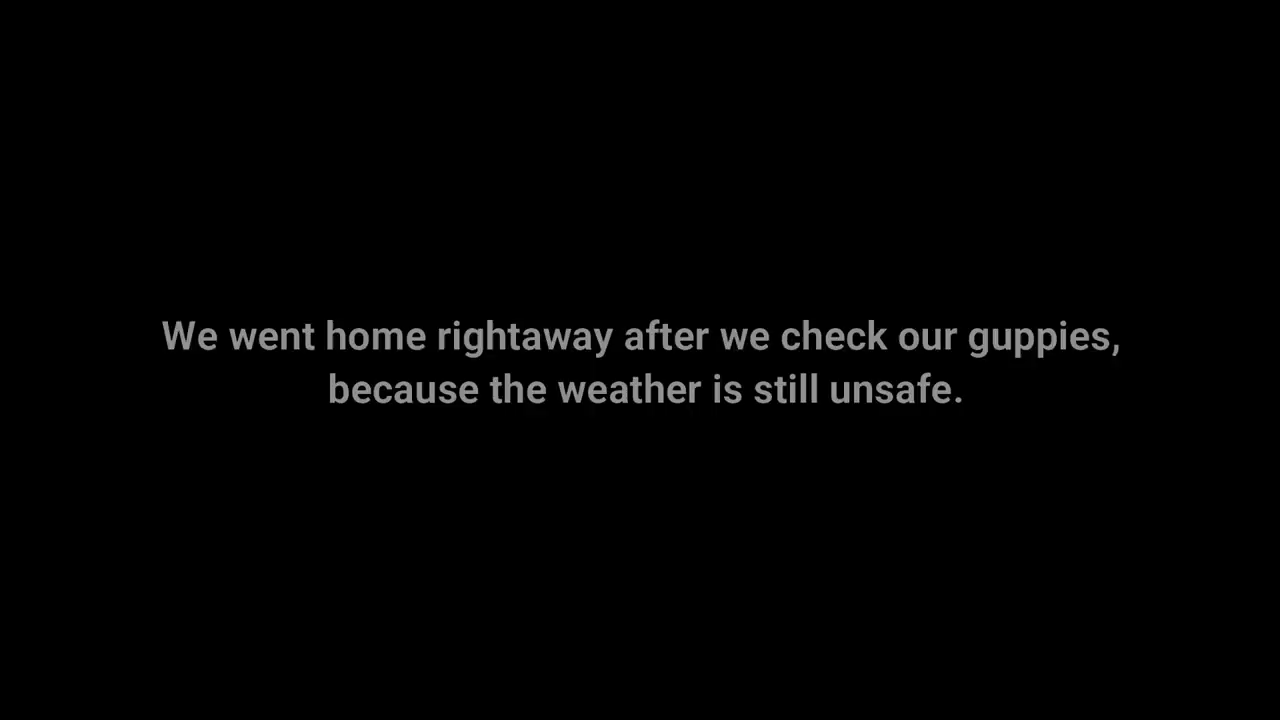 We went home rightaway after we check our guppies,
because the weather is still unsafe.